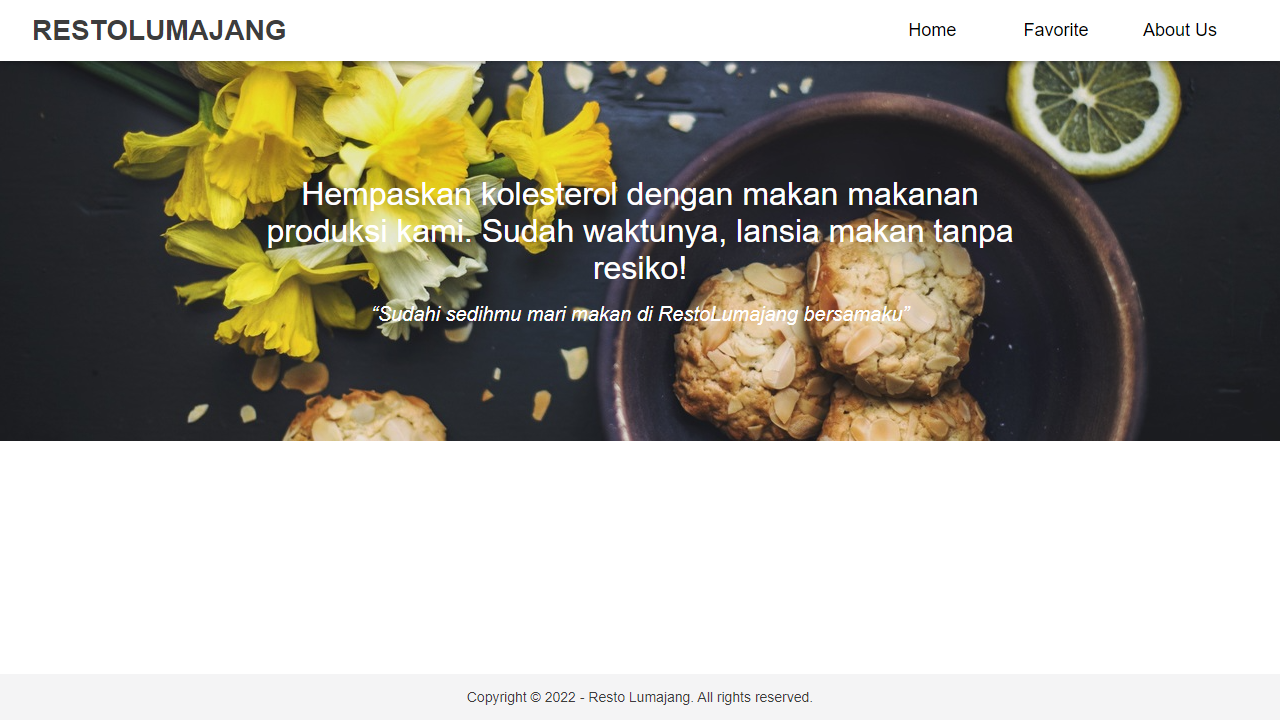 RESTOLUMAJANG
Home
Favorite
About Us
Hempaskan kolesterol dengan makan makanan
produksi kami. Sudah waktunya, lansia makan tanpa
resiko!
“Sudahi sedihmu mari makan di RestoLumajang bersamaku”
Copyright © 2022 - Resto Lumajang. All rights reserved.